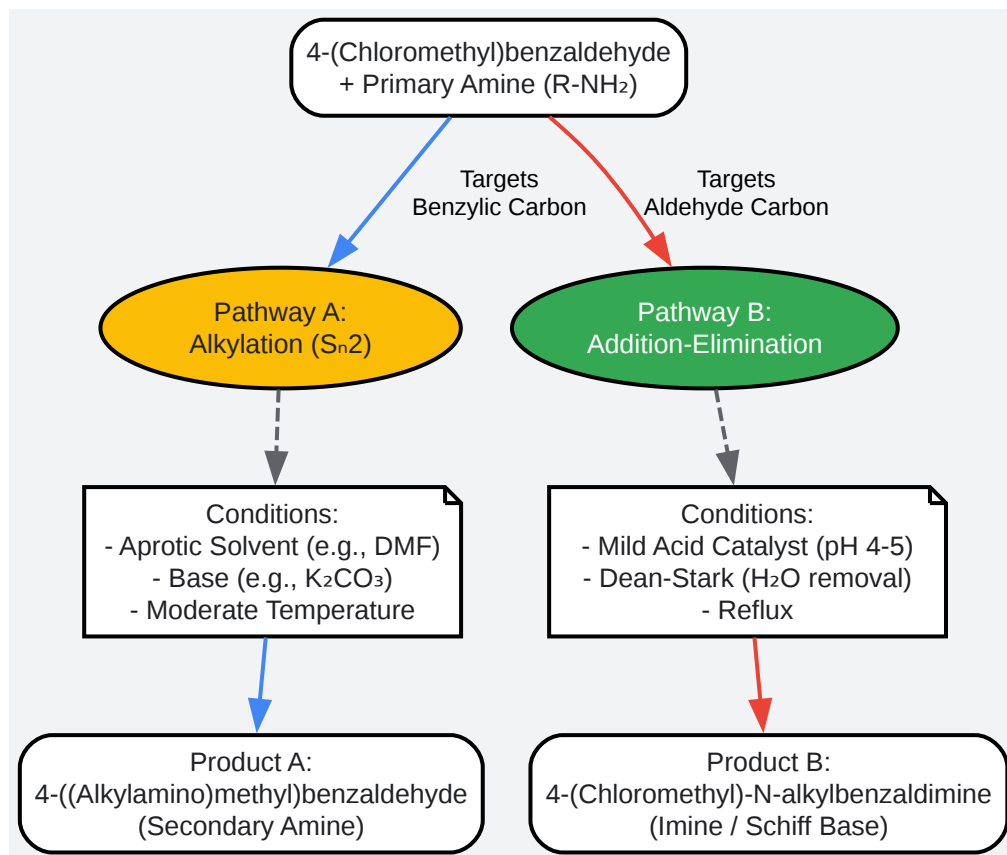 4-(Chloromethyl)benzaldehyde
+ Primary Amine (R-NH₂)
Targets
Benzylic Carbon
Targets
Aldehyde Carbon
Pathway A:
Alkylation (Sₙ2)
Pathway B:
Addition-Elimination
Conditions:
- Aprotic Solvent (e.g., DMF)
- Base (e.g., K₂CO₃)
- Moderate Temperature
Conditions:
- Mild Acid Catalyst (pH 4-5)
- Dean-Stark (H₂O removal)
- Reflux
Product A:
4-((Alkylamino)methyl)benzaldehyde
(Secondary Amine)
Product B:
4-(Chloromethyl)-N-alkylbenzaldimine
(Imine / Schiff Base)